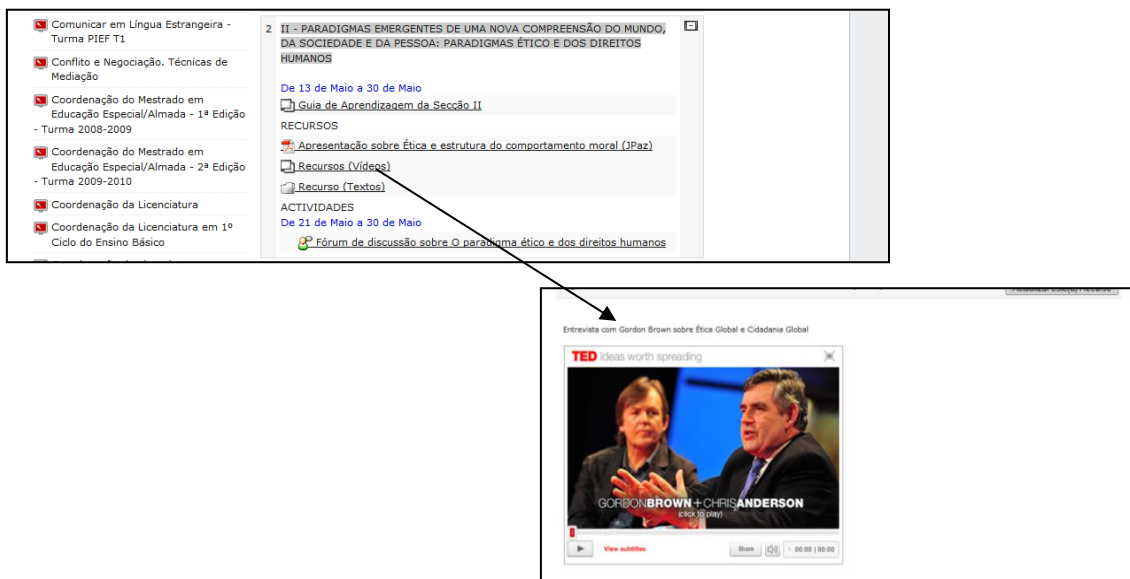 Comunicar em Língua Estrangeira -
Turma PIEF T1
Conflito e Negociação. Técnicas de
Mediação
Coordenação do Mestrado em
Educação Especial/Almada - 1ª Edição
- Turma 2008-2009
Coordenação do Mestrado em
Educação Especial/Almada - 2ª Edição
- Turma 2009-2010
Coordenação da Licenciatura
Coordenação da Licenciatura em 1º
Ciclo do Ensino Básico
2 II - PARADIGMAS EMERGENTES DE UMA NOVA COMPREENSÃO DO MUNDO,
DA SOCIEDADE E DA PESSOA: PARADIGMAS ÉTICO E DOS DIREITOS
HUMANOS
De 13 de Maio a 30 de Maio
Guia de Aprendizagem da Secção II
RECURSOS
Apresentação sobre Ética e estrutura do comportamento moral (JPaz)
Recursos (Vídeos)
Recurso (Textos)
ACTIVIDADES
De 21 de Maio a 30 de Maio
Fórum de discussão sobre O paradigma ético e dos direitos humanos
Entrevista com Gordon Brown sobre Ética Global e Cidadania Global
TED Ideas worth spreading
GORDONBROWN+CHRISANDERSON
(click to play)
View subtitles
Share
00:00 | 00:00